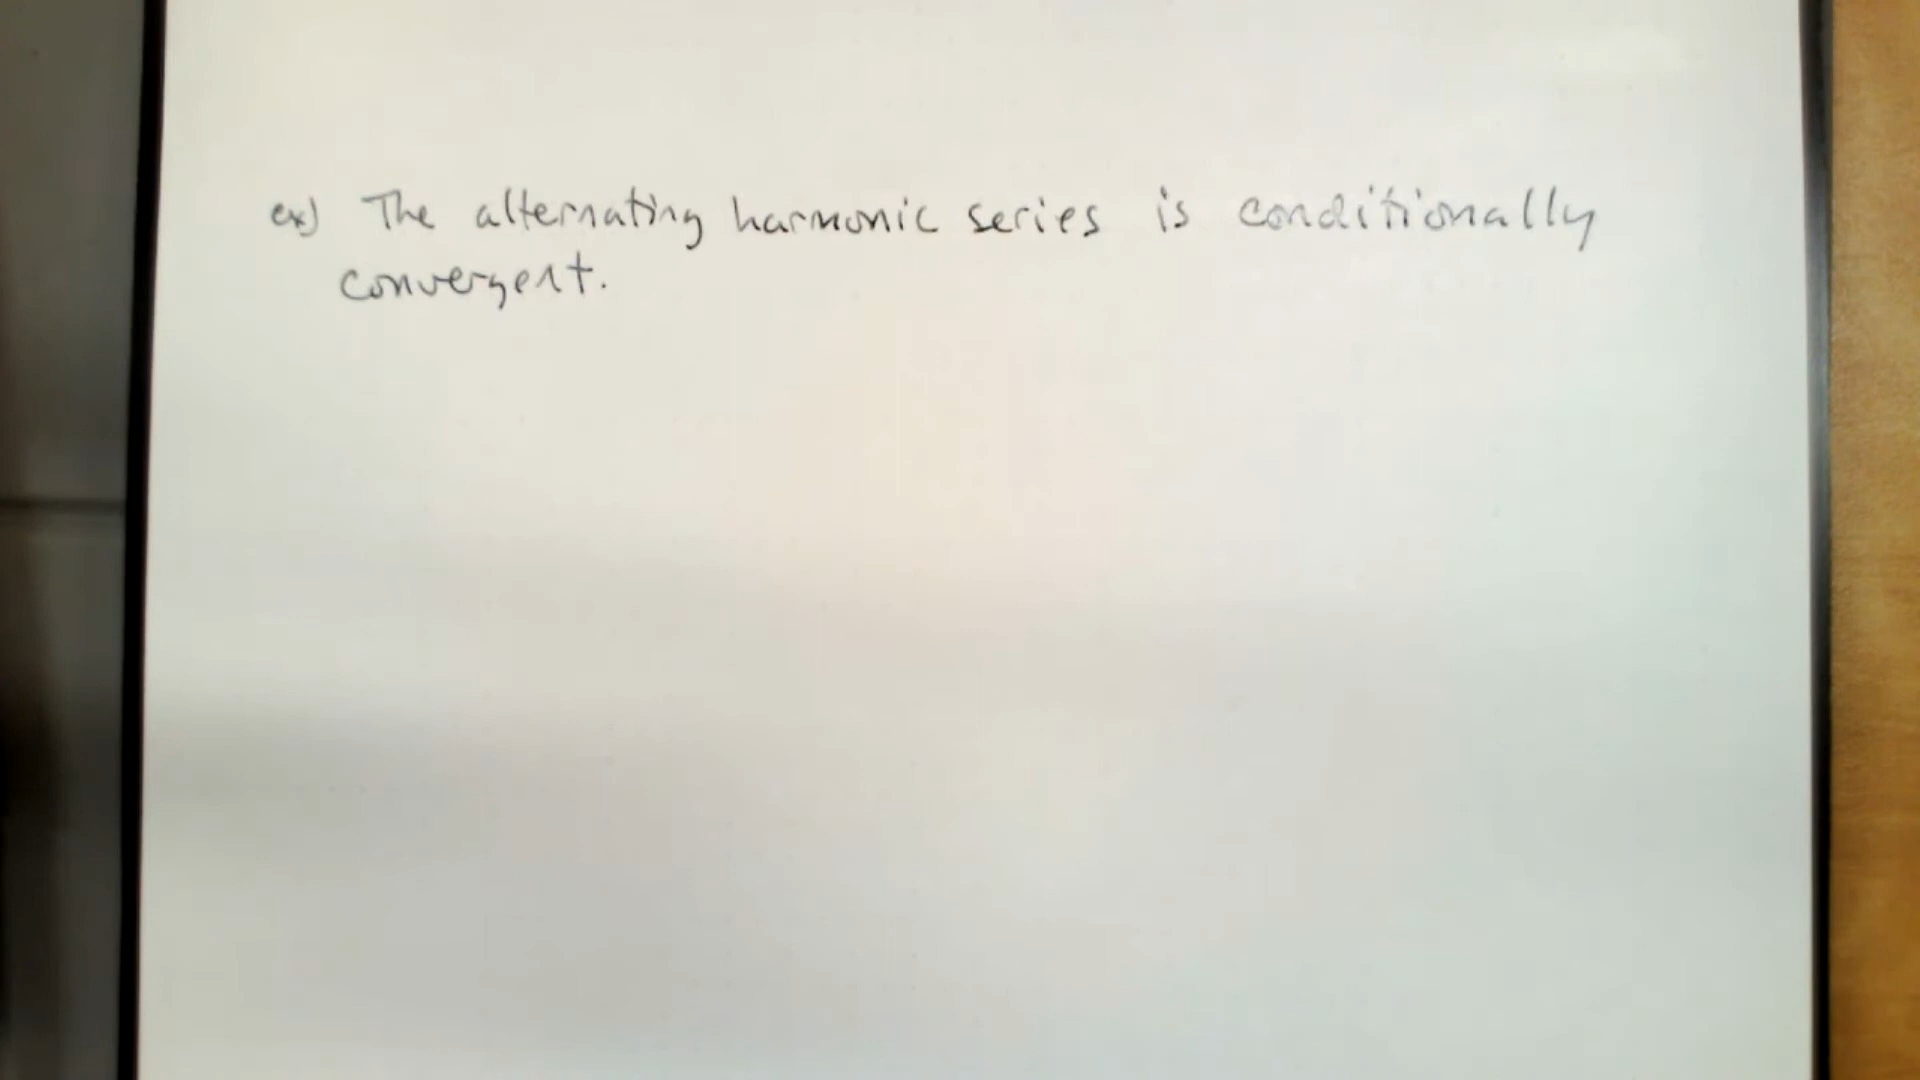 ex) The alternating harmonic series is conditionally
convergent.